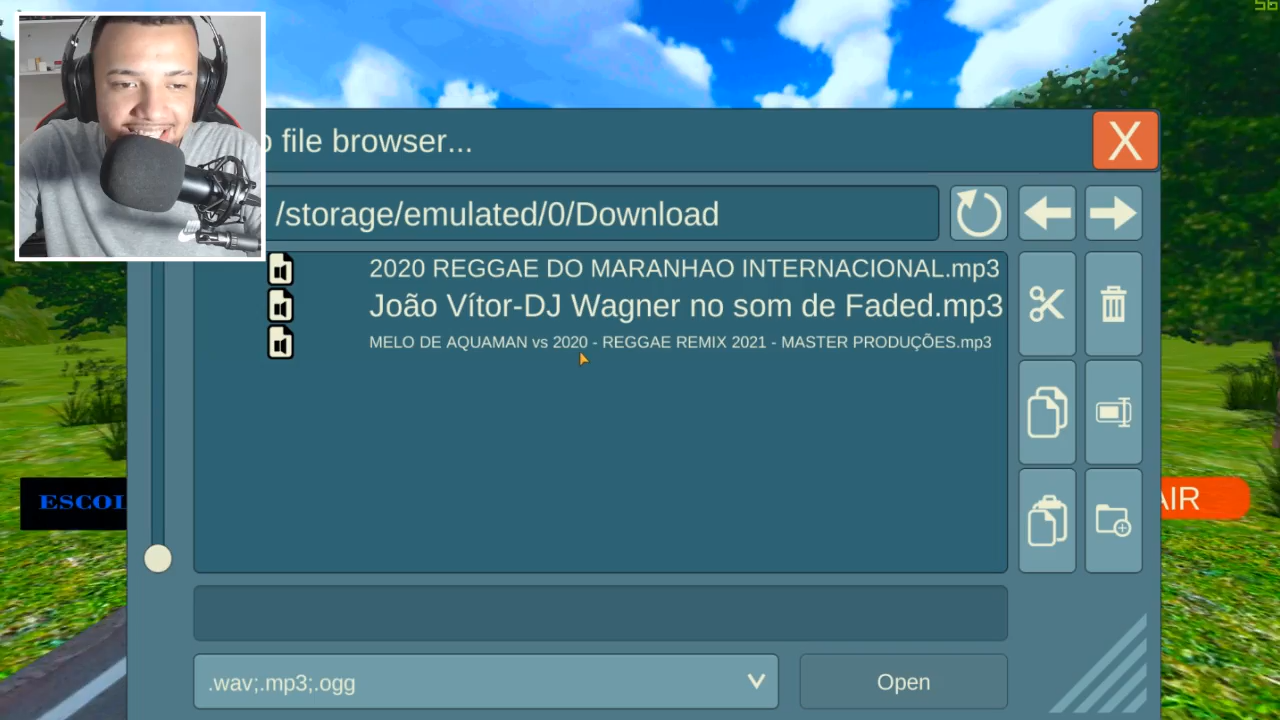 56
file browser...
X
/storage/emulated/0/Download
2020 REGGAE DO MARANHAO INTERNACIONAL.mp3
João Vítor-DJ Wagner no som de Faded.mp3
MELO DE AQUAMAN vs 2020 - REGGAE REMIX 2021 - MASTER PRODUÇÕES.mp3
ESCOL
AIR
.wav;.mp3;.ogg
Open